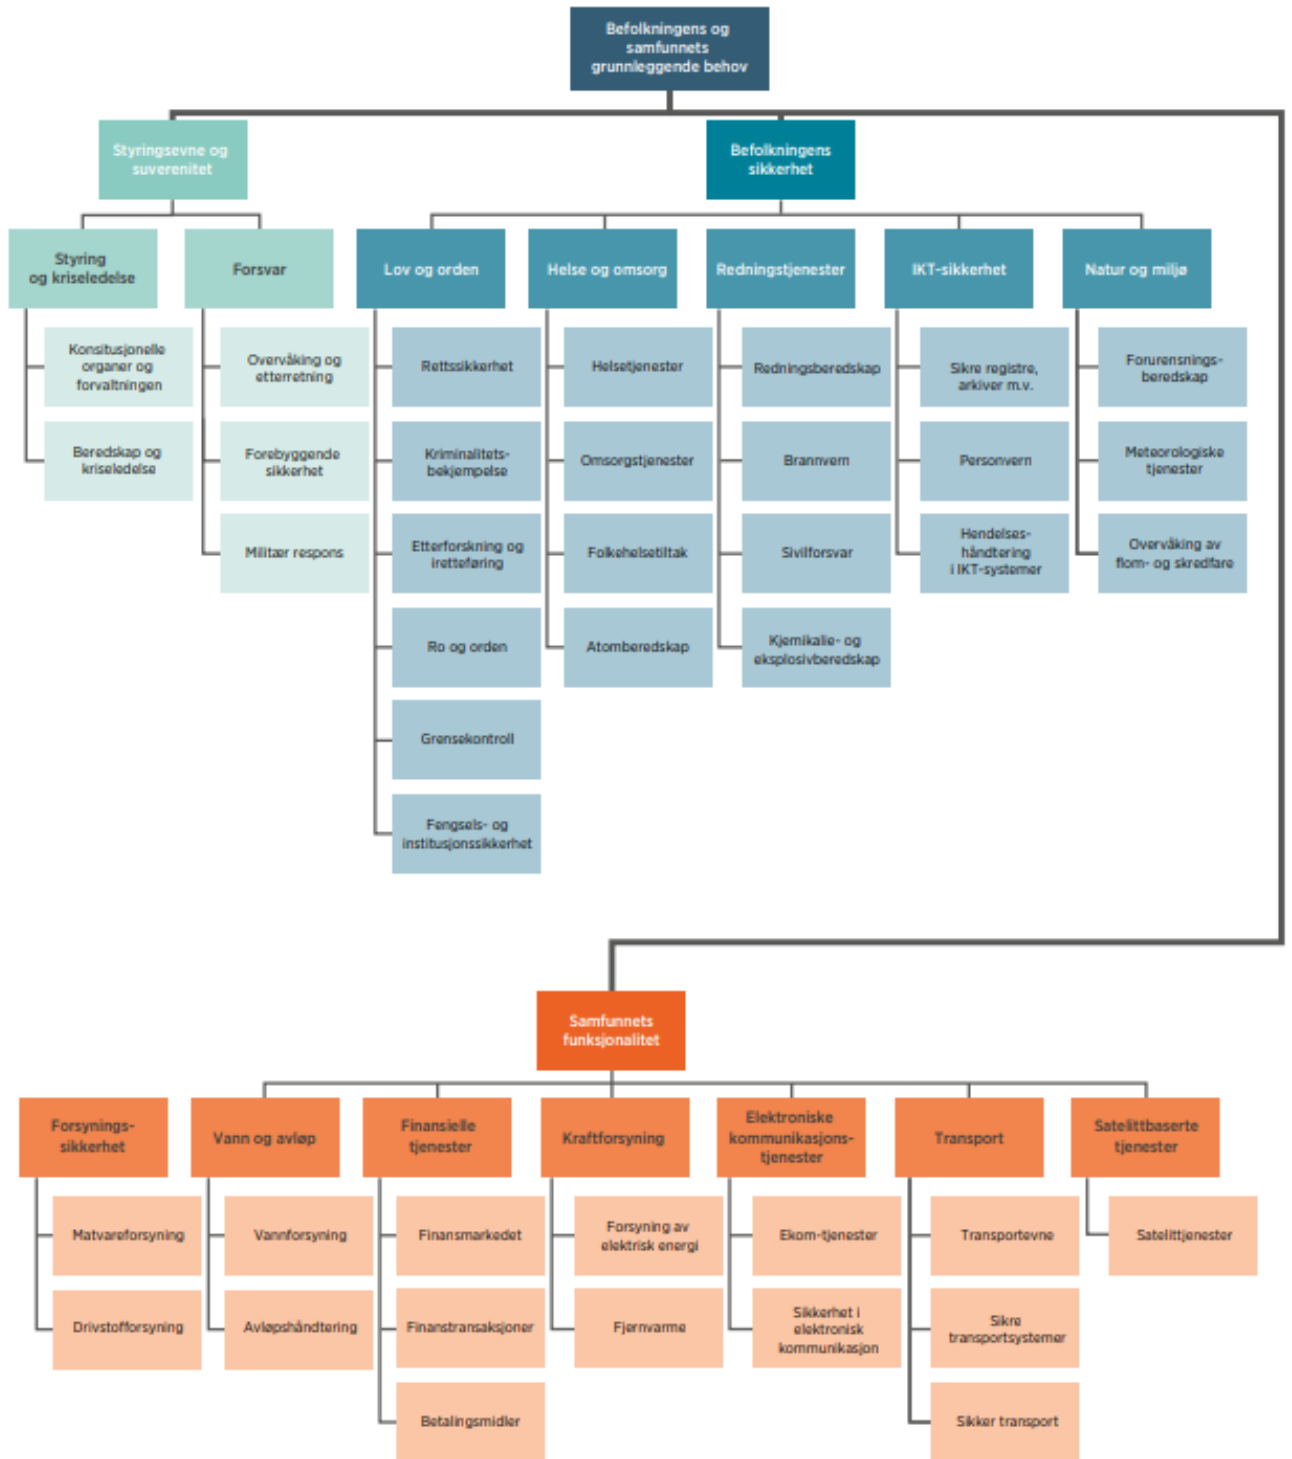 Befolkningens og
samfunnets
grunnleggende behov
Styringsevne og
suverenitet
Befolkningens
sikkerhet
Styring
og kriseledelse
Forsvar
Lov og orden
Helse og omsorg
Redningstjenester
IKT-sikkerhet
Natur og miljø
Konsitusjonelle
organer og
forvaltningen
Beredskap og
kriseledelse
Overvåking og
etterretning
Forebyggende
sikkerhet
Militær respons
Rettssikkerhet
Kriminalitets-
bekjempelse
Etterforskning og
iretteføring
Ro og orden
Grensekontroll
Fengsels- og
institusjonssikkerhet
Helsetjenester
Omsorgstjenester
Folkehelsetiltak
Atomberedskap
Redningsberedskap
Brannvern
Sivilforsvar
Kjemikalie- og
eksplosivberedskap
Sikre registre,
arkiver m.v.
Personvern
Hendelses-
håndtering
i IKT-systemer
Forurensnings-
beredskap
Meteorologiske
tjenester
Overvåking av
flom- og skredfare
Samfunnets
funksjonalitet
Forsynings-
sikkerhet
Vann og avløp
Finansielle
tjenester
Kraftforsyning
Elektroniske
kommunikasjons-
tjenester
Transport
Satelittbaserte
tjenester
Matvareforsyning
Drivstofforsyning
Vannforsyning
Avløpshåndtering
Finansmarkedet
Finanstransaksjoner
Betalingsmidler
Forsyning av
elektrisk energi
Fjernvarme
Ekom-tjenester
Sikkerhet i
elektronisk
kommunikasjon
Transportevne
Sikre
transportsystemer
Sikker transport
Satelittjenester